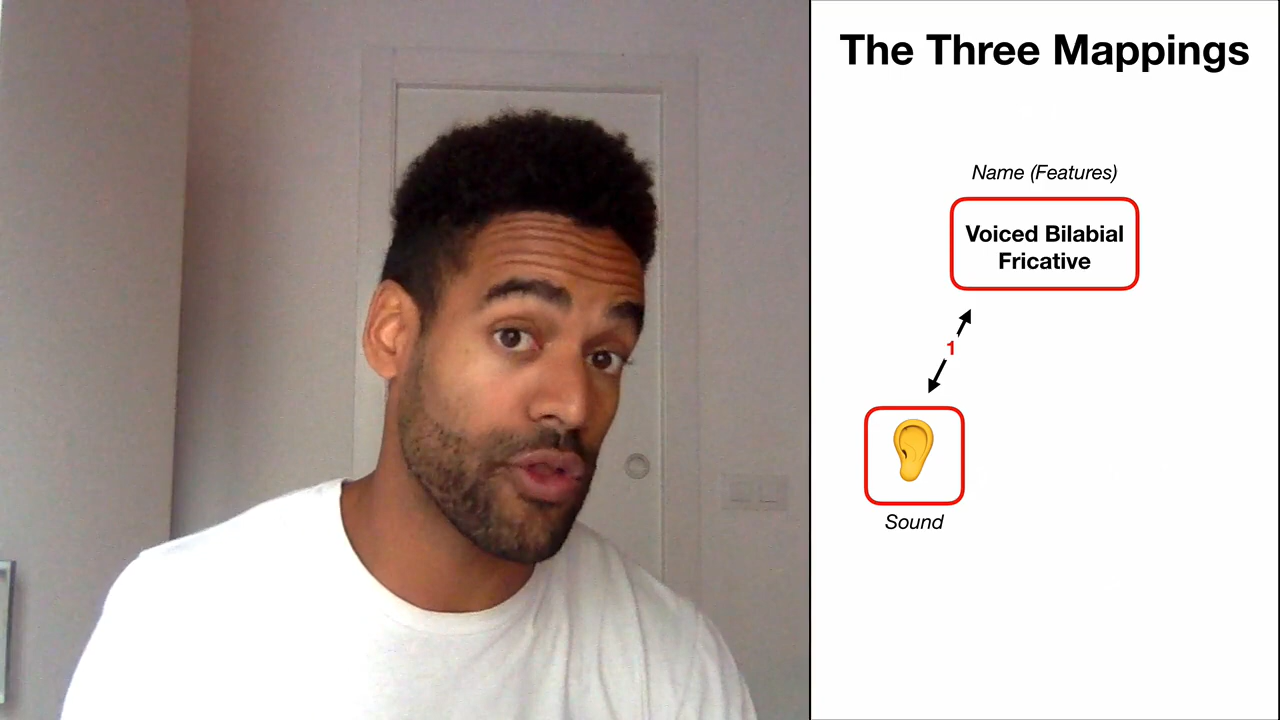 The Three Mappings
Name (Features)
Voiced Bilabial
Fricative
1
Sound